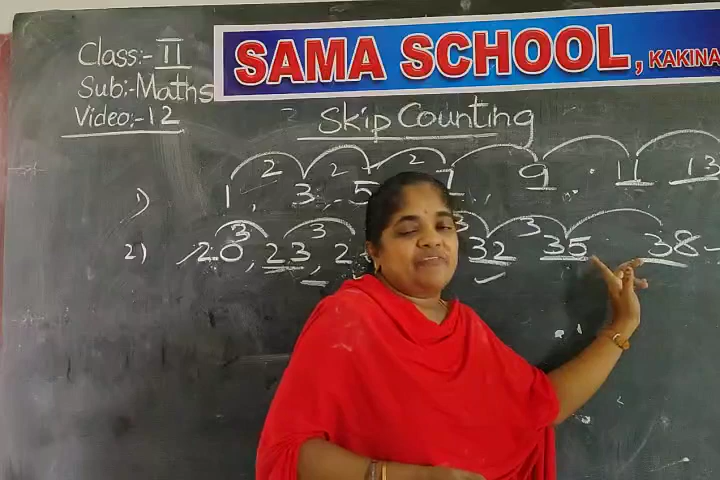 Class:- II
SAMA SCHOOL, KAKINA
Sub:- Maths
Video:- 12
Skip Counting
2 2 2
1) 1, 3, 5 7, 9, 11, 13
3 3 3 3
2) 20, 23, 2 32 35 38